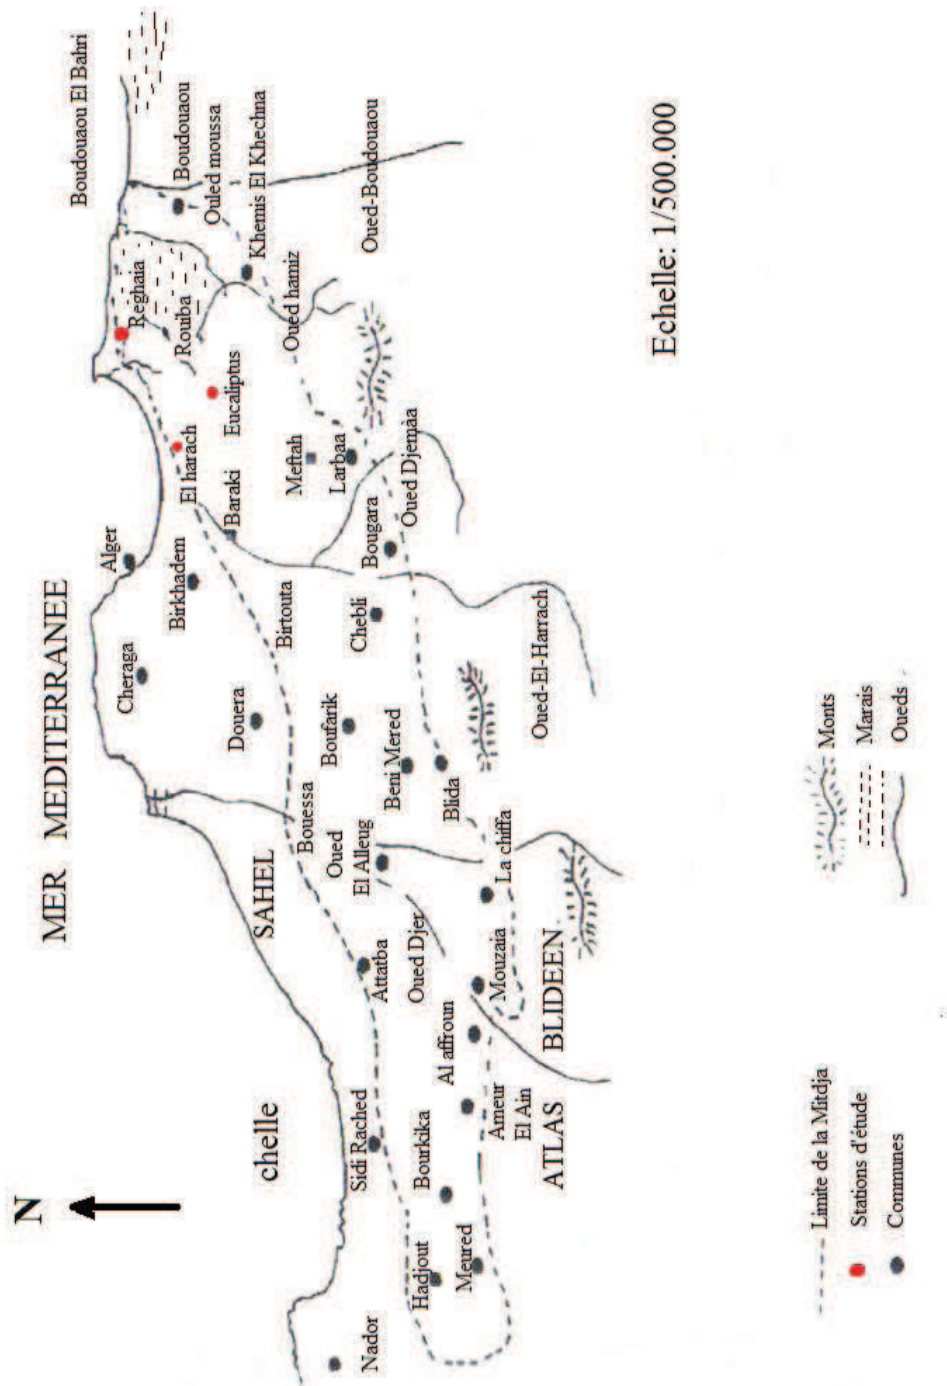 N
MER MEDITERRANEE
Boudouaou El Bahri
Alger
Cheraga
Reghaia
Boudouaou
Ouled moussa
Rouiba
El harach
Birkhadem
Khemis El Khechna
Eucaliptus
Baraki
Douera
SAHEL
chelle
Birtouta
Oued hamiz
Meftah
Larbaa
Bouessa
Boufarik
Chebli
Bougara
Oued-Boudouaou
Oued
El Alleug
Beni Mered
Oued Djemàa
Attatba
Sidi Rached
Nador
Oued Djer
Blida
Bourkika
Al affroun
Hadjout
Meured
Mouzaia
La chiffa
Ameur
El Ain
Oued-El-Harrach
ATLAS
BLIDEEN
Echelle: 1/500.000
Limite de la Mitdja
Stations d'étude
Communes
Monts
Marais
Oueds